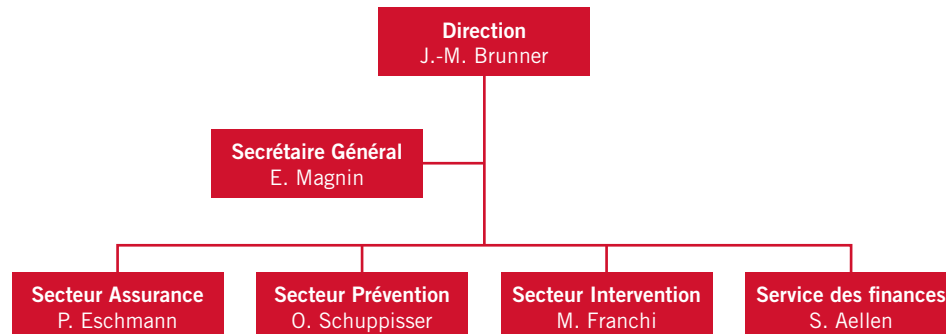 Direction
J.-M. Brunner
Secrétaire Général
E. Magnin
Secteur Assurance
P. Eschmann
Secteur Prévention
O. Schuppisser
Secteur Intervention
M. Franchi
Service des finances
S. Aellen